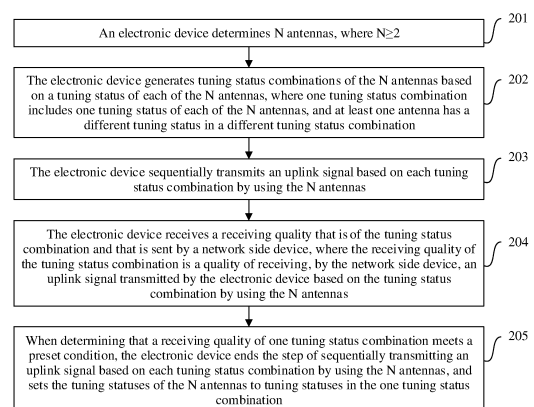 An electronic device determines N antennas, where N≥2
201
The electronic device generates tuning status combinations of the N antennas based
on a tuning status of each of the N antennas, where one tuning status combination
includes one tuning status of each of the N antennas, and at least one antenna has a
different tuning status in a different tuning status combination
202
The electronic device sequentially transmits an uplink signal based on each tuning
status combination by using the N antennas
203
The electronic device receives a receiving quality that is of the tuning status
combination and that is sent by a network side device, where the receiving quality of
the tuning status combination is a quality of receiving, by the network side device, an
uplink signal transmitted by the electronic device based on the tuning status
combination by using the N antennas
204
When determining that a receiving quality of one tuning status combination meets a
preset condition, the electronic device ends the step of sequentially transmitting an
uplink signal based on each tuning status combination by using the N antennas, and
sets the tuning statuses of the N antennas to tuning statuses in the one tuning status
combination
205